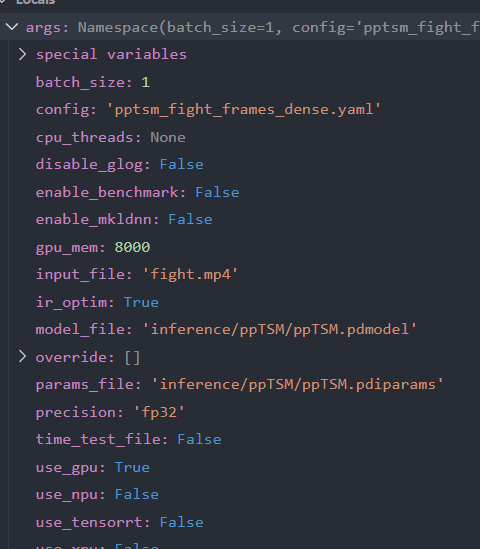 Locals
args: Namespace(batch_size=1, config='pptsm_fight_f
special variables
batch_size: 1
config: 'pptsm_fight_frames_dense.yaml'
cpu_threads: None
disable_glog: False
enable_benchmark: False
enable_mkldnn: False
gpu_mem: 8000
input_file: 'fight.mp4'
ir_optim: True
model_file: 'inference/ppTSM/ppTSM.pdmodel'
override: []
params_file: 'inference/ppTSM/ppTSM.pdiparams'
precision: 'fp32'
time_test_file: False
use_gpu: True
use_npu: False
use_tensorrt: False
use_xpu: False